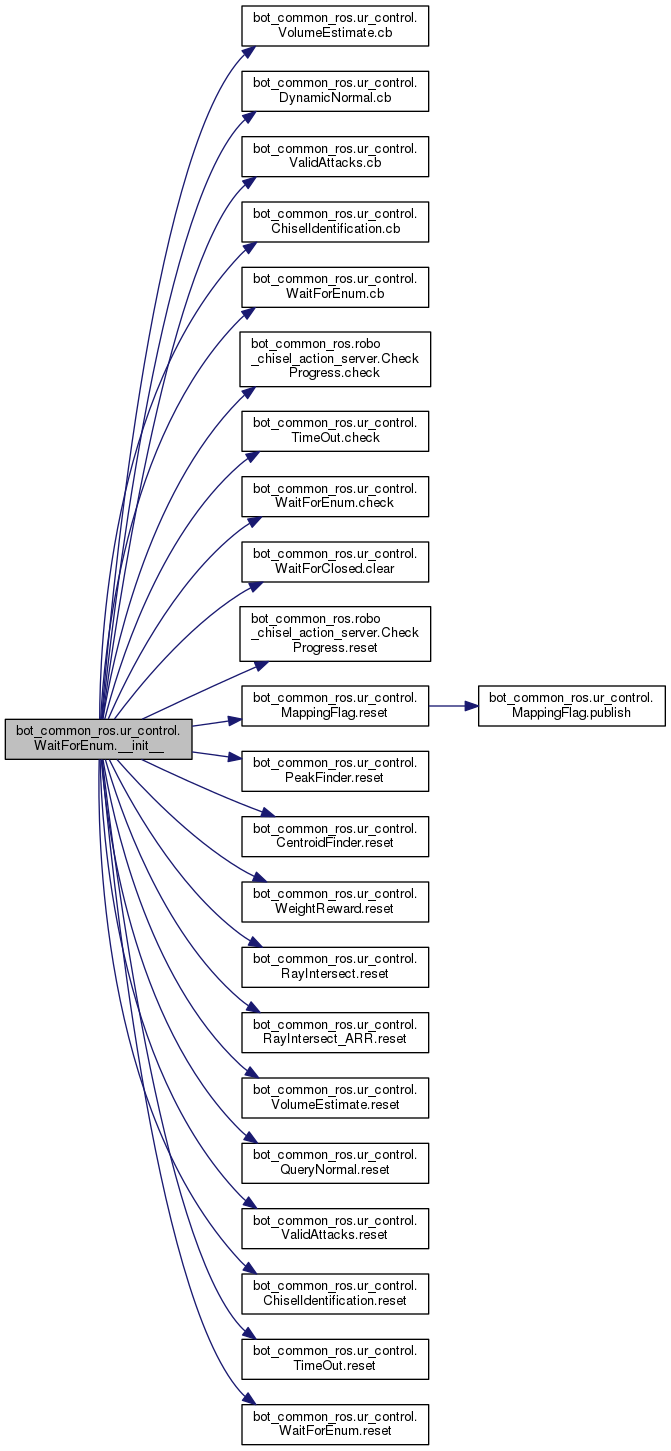 bot_common_ros.ur_control.
VolumeEstimate.cb
bot_common_ros.ur_control.
DynamicNormal.cb
bot_common_ros.ur_control.
ValidAttacks.cb
bot_common_ros.ur_control.
ChiselIdentification.cb
bot_common_ros.ur_control.
WaitForEnum.cb
bot_common_ros.robo
_chisel_action_server.Check
Progress.check
bot_common_ros.ur_control.
TimeOut.check
bot_common_ros.ur_control.
WaitForEnum.check
bot_common_ros.ur_control.
WaitForClosed.clear
bot_common_ros.robo
_chisel_action_server.Check
Progress.reset
bot_common_ros.ur_control.
MappingFlag.reset
bot_common_ros.ur_control.
MappingFlag.publish
bot_common_ros.ur_control.
WaitForEnum.__init__
bot_common_ros.ur_control.
PeakFinder.reset
bot_common_ros.ur_control.
CentroidFinder.reset
bot_common_ros.ur_control.
WeightReward.reset
bot_common_ros.ur_control.
RayIntersect.reset
bot_common_ros.ur_control.
RayIntersect_ARR.reset
bot_common_ros.ur_control.
VolumeEstimate.reset
bot_common_ros.ur_control.
QueryNormal.reset
bot_common_ros.ur_control.
ValidAttacks.reset
bot_common_ros.ur_control.
ChiselIdentification.reset
bot_common_ros.ur_control.
TimeOut.reset
bot_common_ros.ur_control.
WaitForEnum.reset